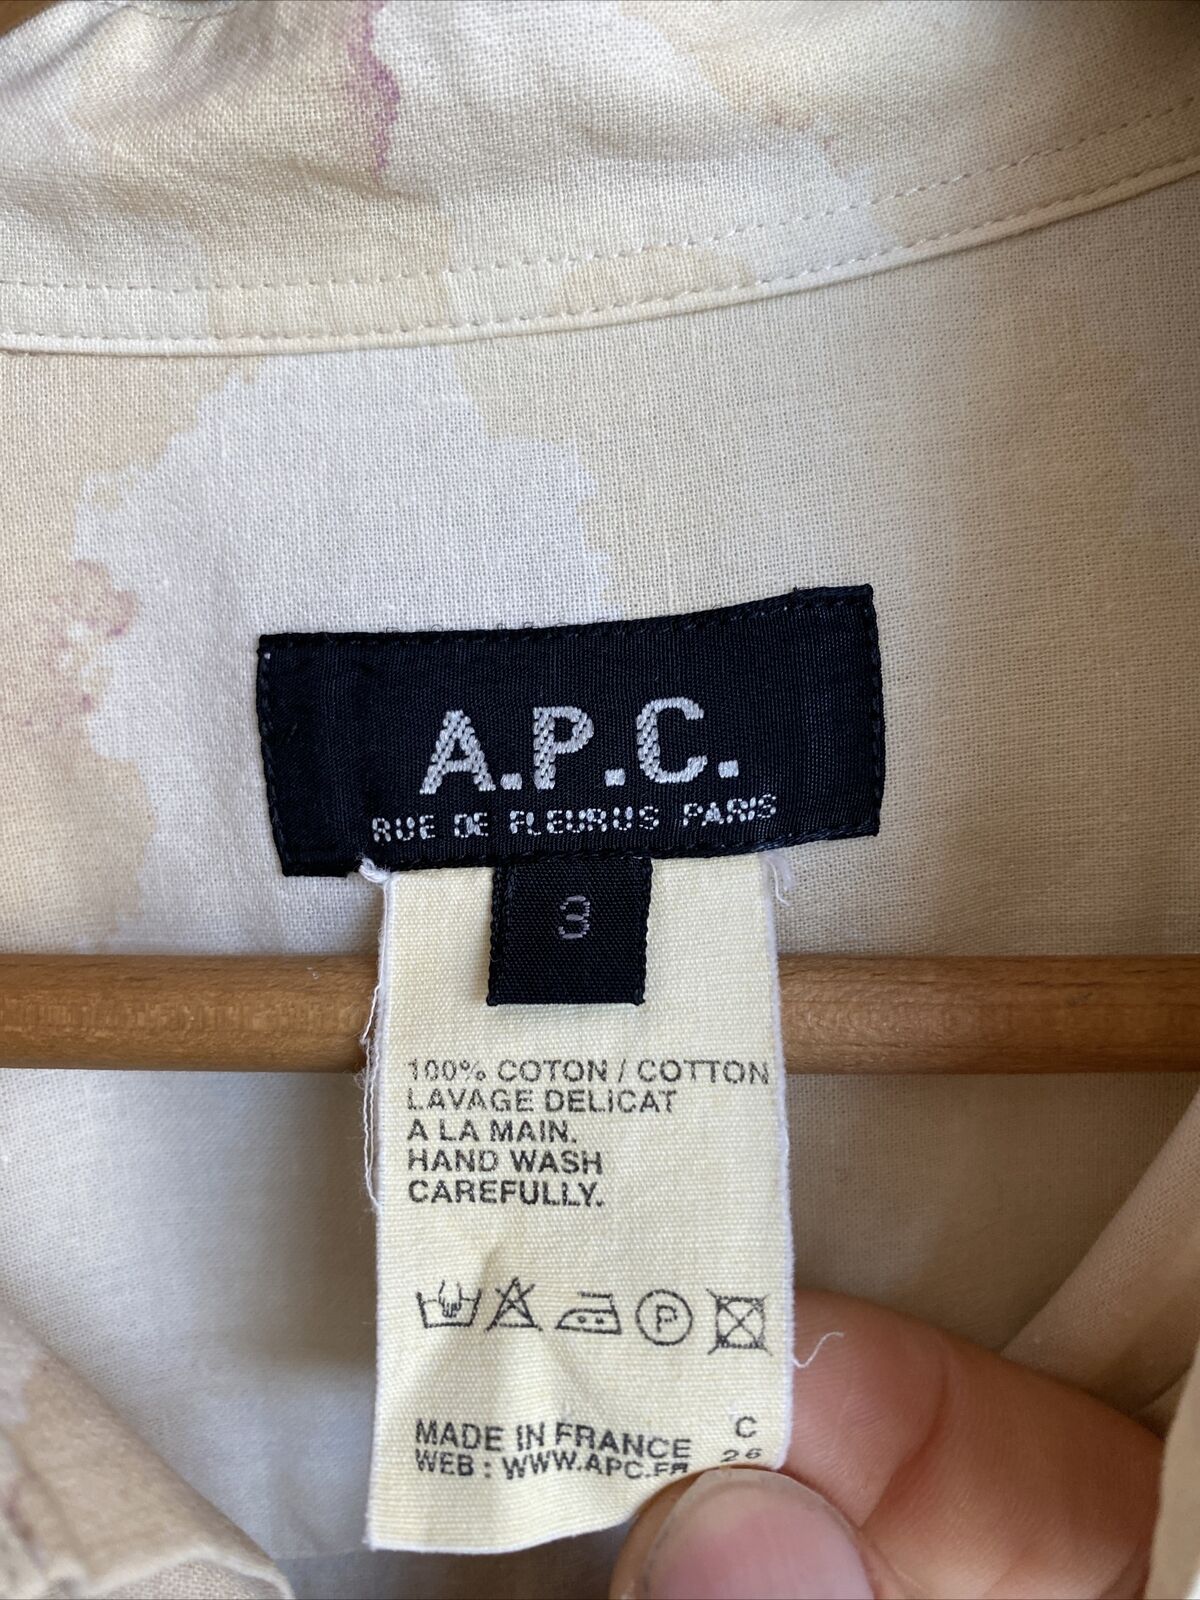 A.P.C.
RUE DE FLEURUS PARIS
3
100% COTON / COTTON
LAVAGE DELICAT
A LA MAIN.
HAND WASH
CAREFULLY.
P
MADE IN FRANCE C
WEB : WWW.APC.FR 26